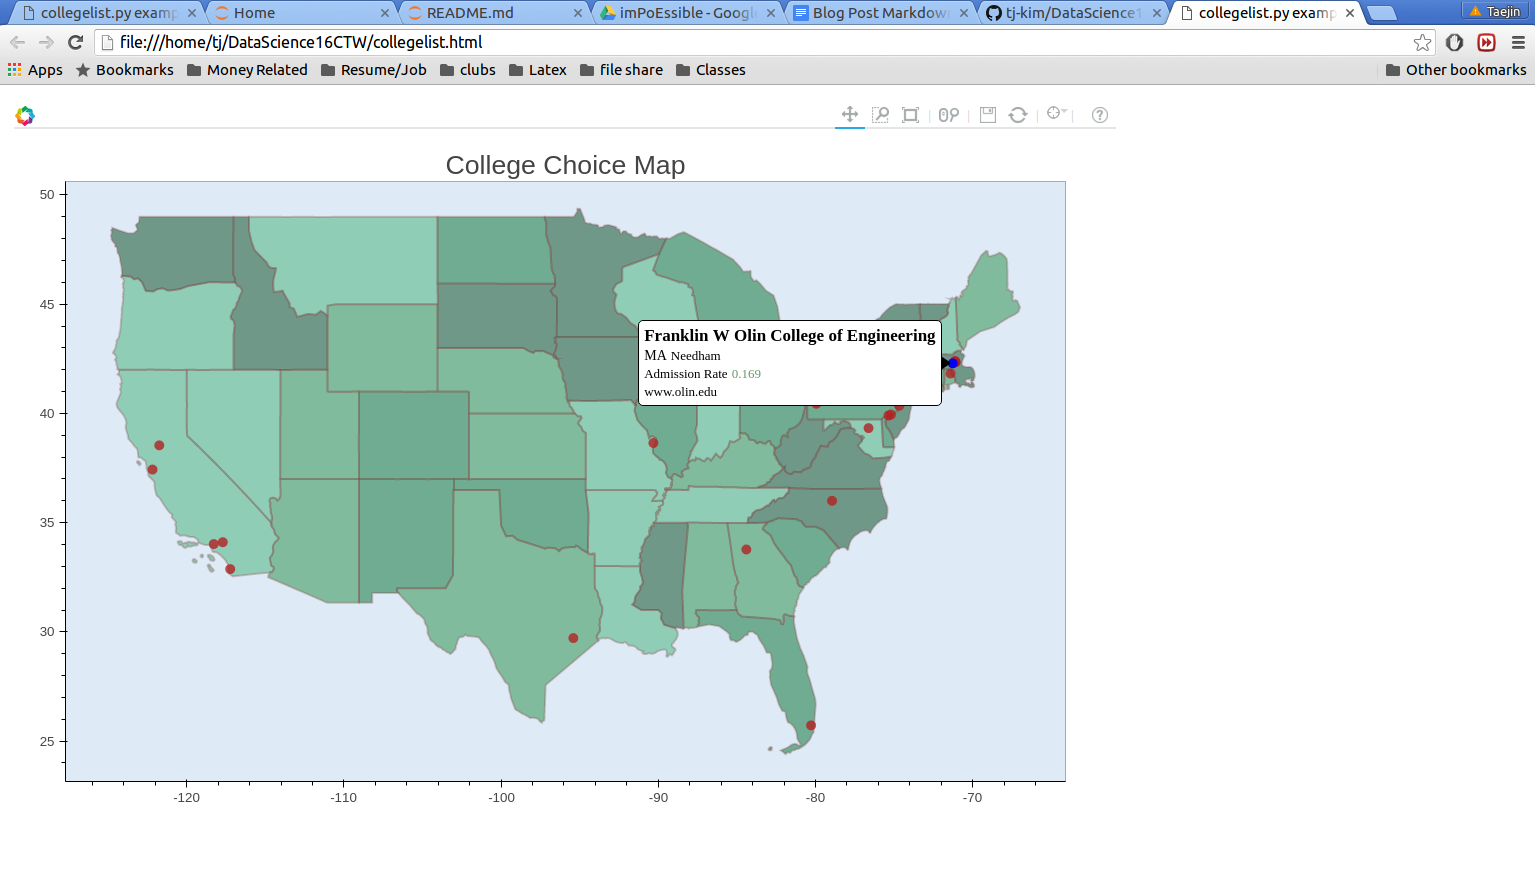 collegelist.py examp
Home
README.md
imPoEssible - Googl
Blog Post Markdow
tj-kim/DataScience1
collegelist.py examp
Taejin
file:///home/tj/DataScience16CTW/collegelist.html
Apps Bookmarks Money Related Resume/Job clubs Latex file share Classes Other bookmarks
College Choice Map
50
45
40
35
30
25
Franklin W Olin College of Engineering
MA Needham
Admission Rate 0.169
www.olin.edu
-120 -110 -100 -90 -80 -70